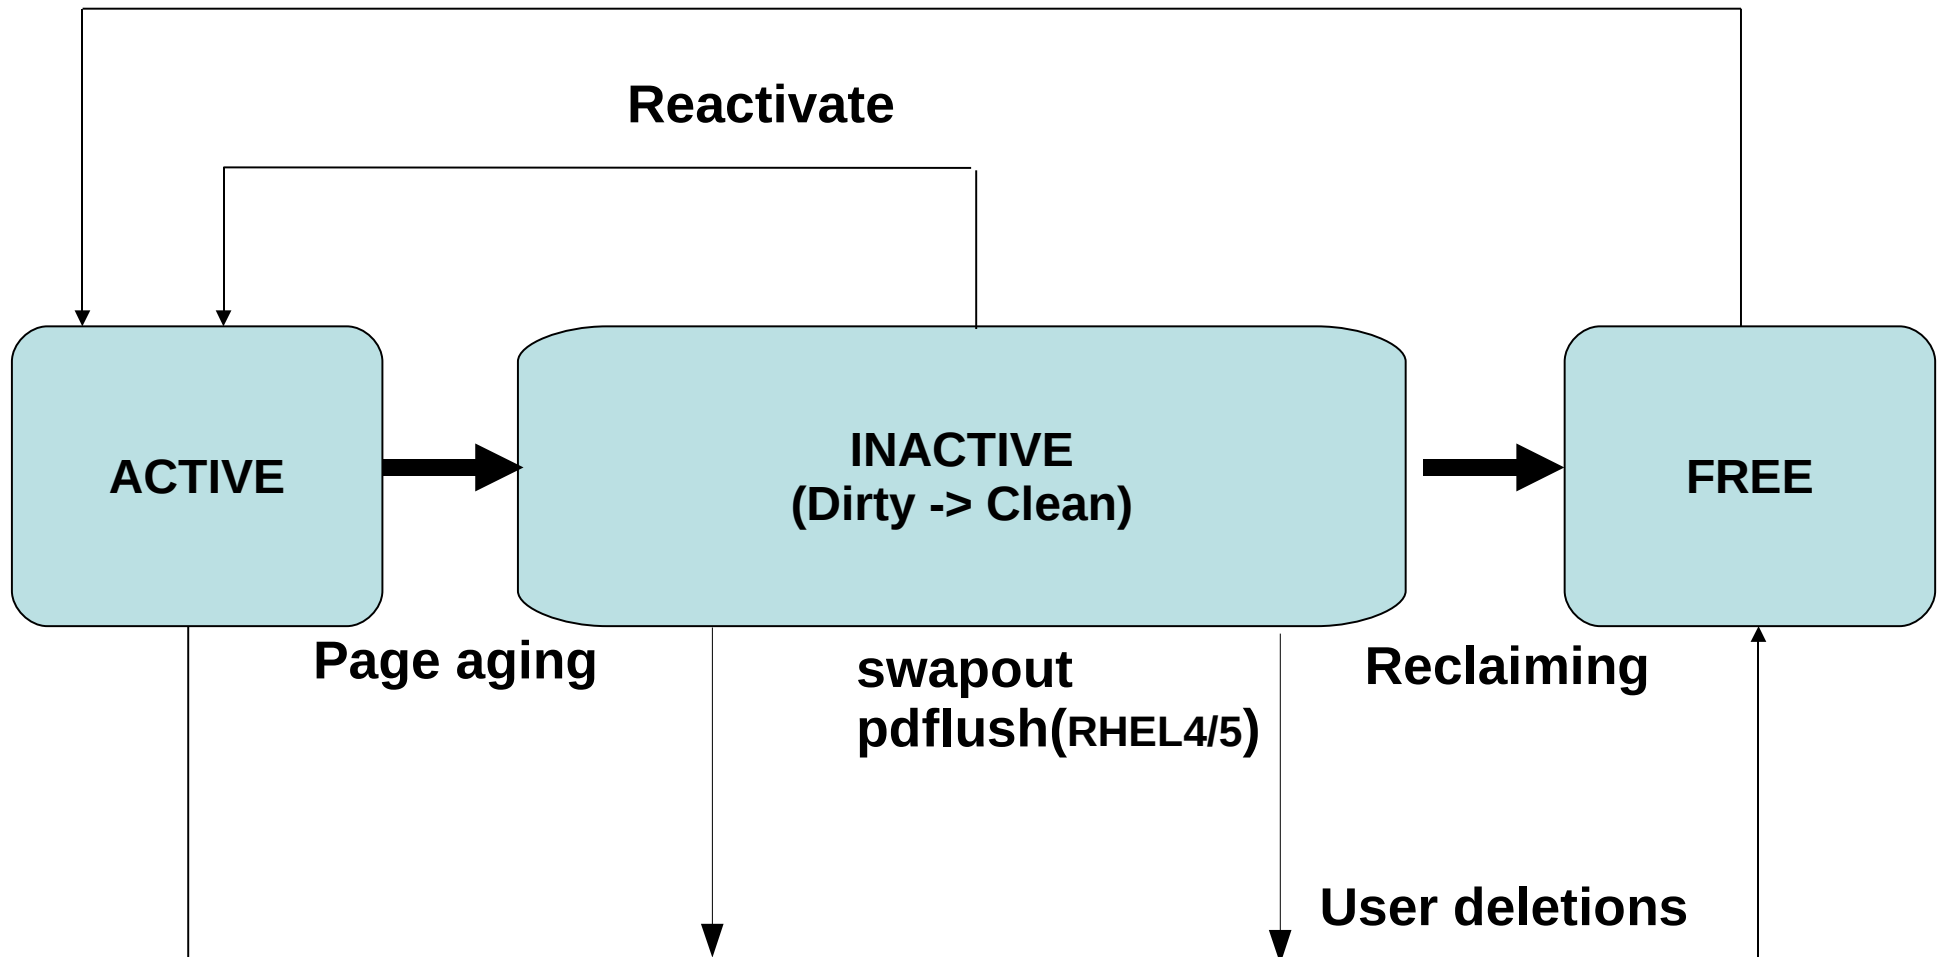 Reactivate
ACTIVE
INACTIVE
(Dirty -> Clean)
FREE
Page aging
swapout
pdflush(RHEL4/5)
Reclaiming
User deletions